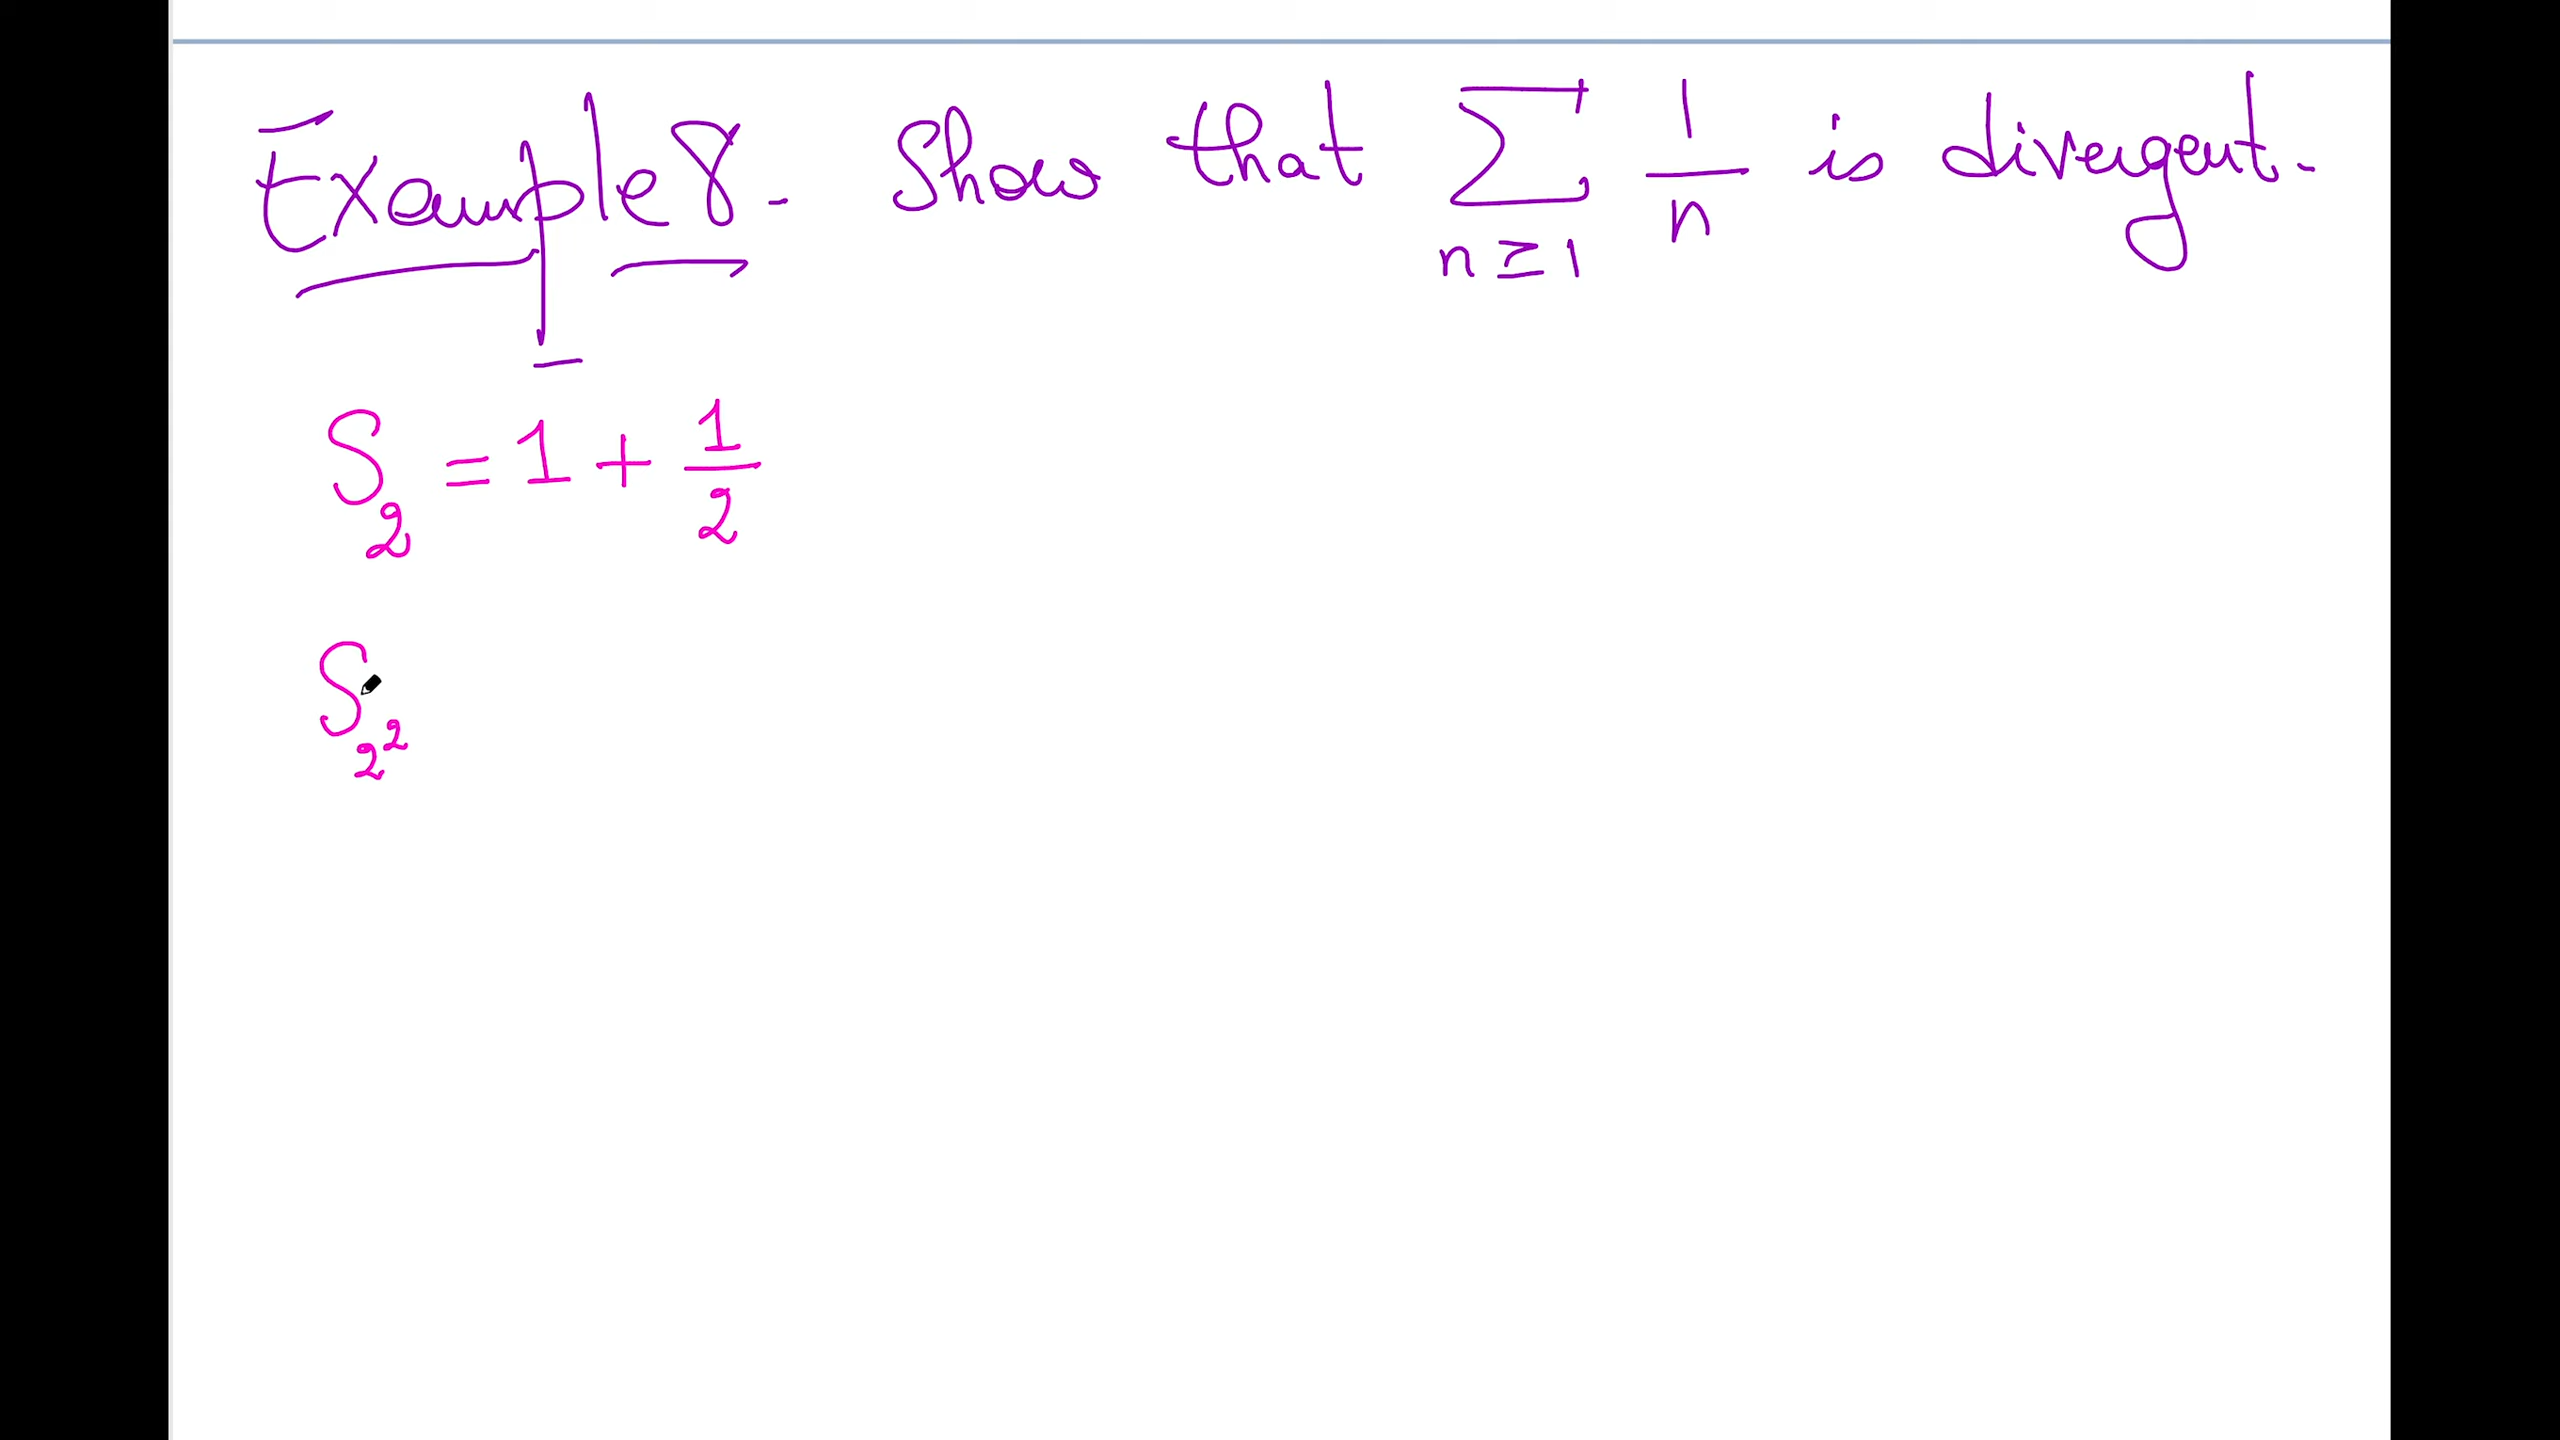 Example 8. Show that ∑_{n≥1} 1/n is divergent.
S_2 = 1 + 1/2
S_{2^2}